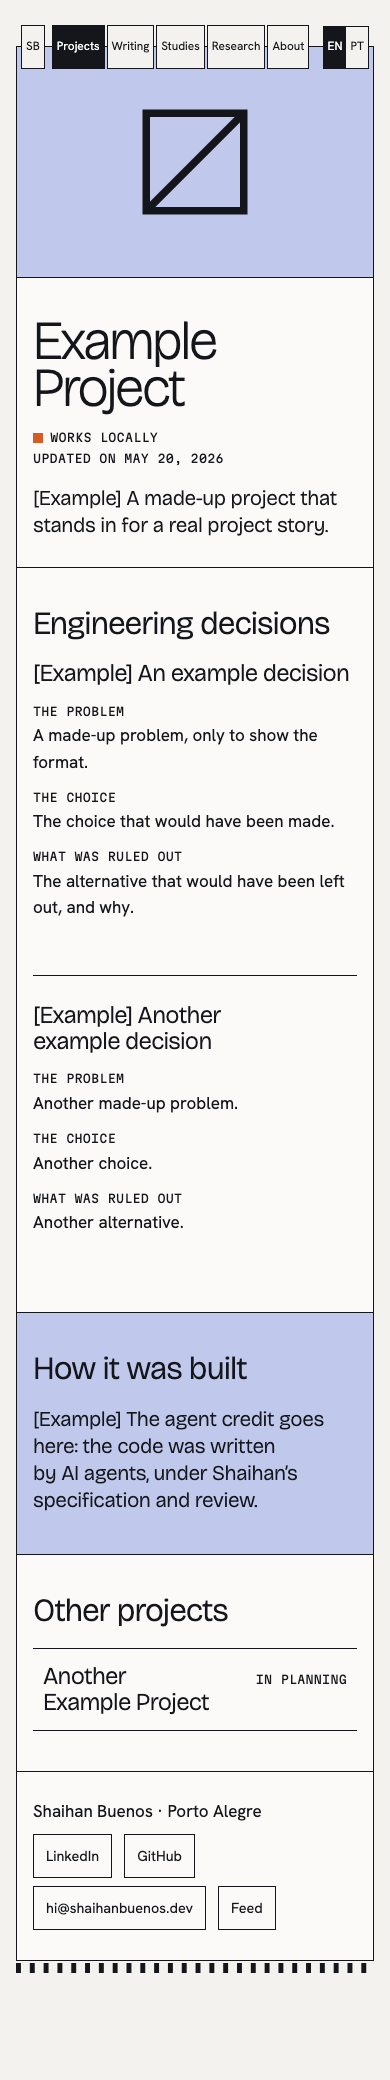 SB Projects Writing Studies Research About EN PT
Example
Project
WORKS LOCALLY
UPDATED ON MAY 20, 2026
[Example] A made-up project that
stands in for a real project story.
Engineering decisions
[Example] An example decision
THE PROBLEM
A made-up problem, only to show the
format.
THE CHOICE
The choice that would have been made.
WHAT WAS RULED OUT
The alternative that would have been left
out, and why.
[Example] Another
example decision
THE PROBLEM
Another made-up problem.
THE CHOICE
Another choice.
WHAT WAS RULED OUT
Another alternative.
How it was built
[Example] The agent credit goes
here: the code was written
by AI agents, under Shaihan’s
specification and review.
Other projects
Another
Example Project
IN PLANNING
Shaihan Buenos · Porto Alegre
LinkedIn GitHub
hi@shaihanbuenos.dev Feed